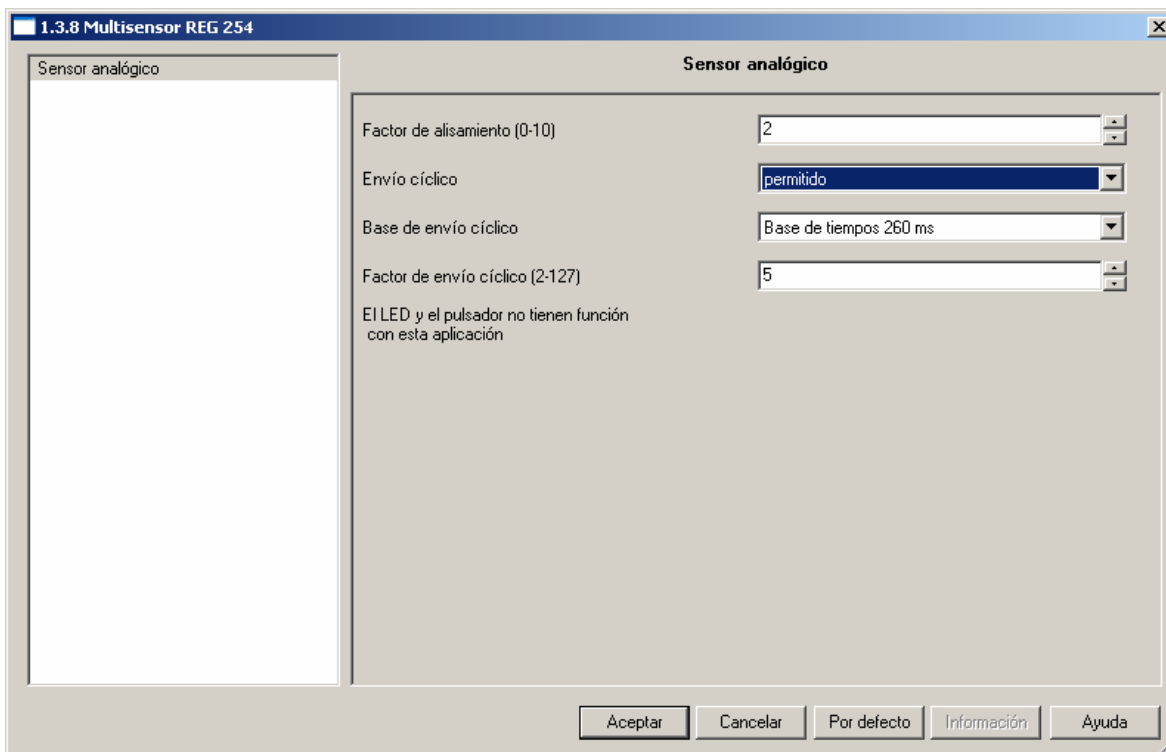 1.3.8 Multisensor REG 254
Sensor analógico
Sensor analógico
Factor de alisamiento (0-10)
2
Envío cíclico
permitido
Base de envío cíclico
Base de tiempos 260 ms
Factor de envío cíclico (2-127)
5
El LED y el pulsador no tienen función
con esta aplicación
Aceptar
Cancelar
Por defecto
Información
Ayuda